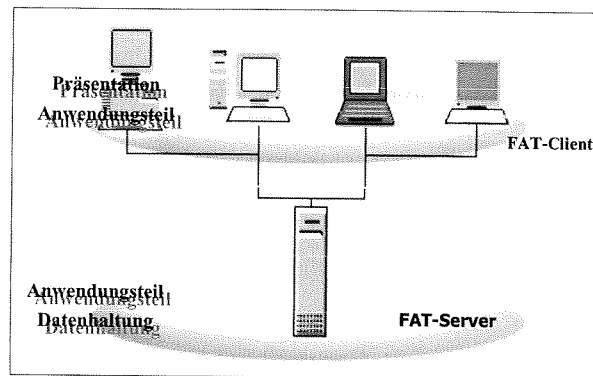 Präsentation
Anwendungsteil
FAT-Client
Anwendungsteil
Datenhaltung
FAT-Server